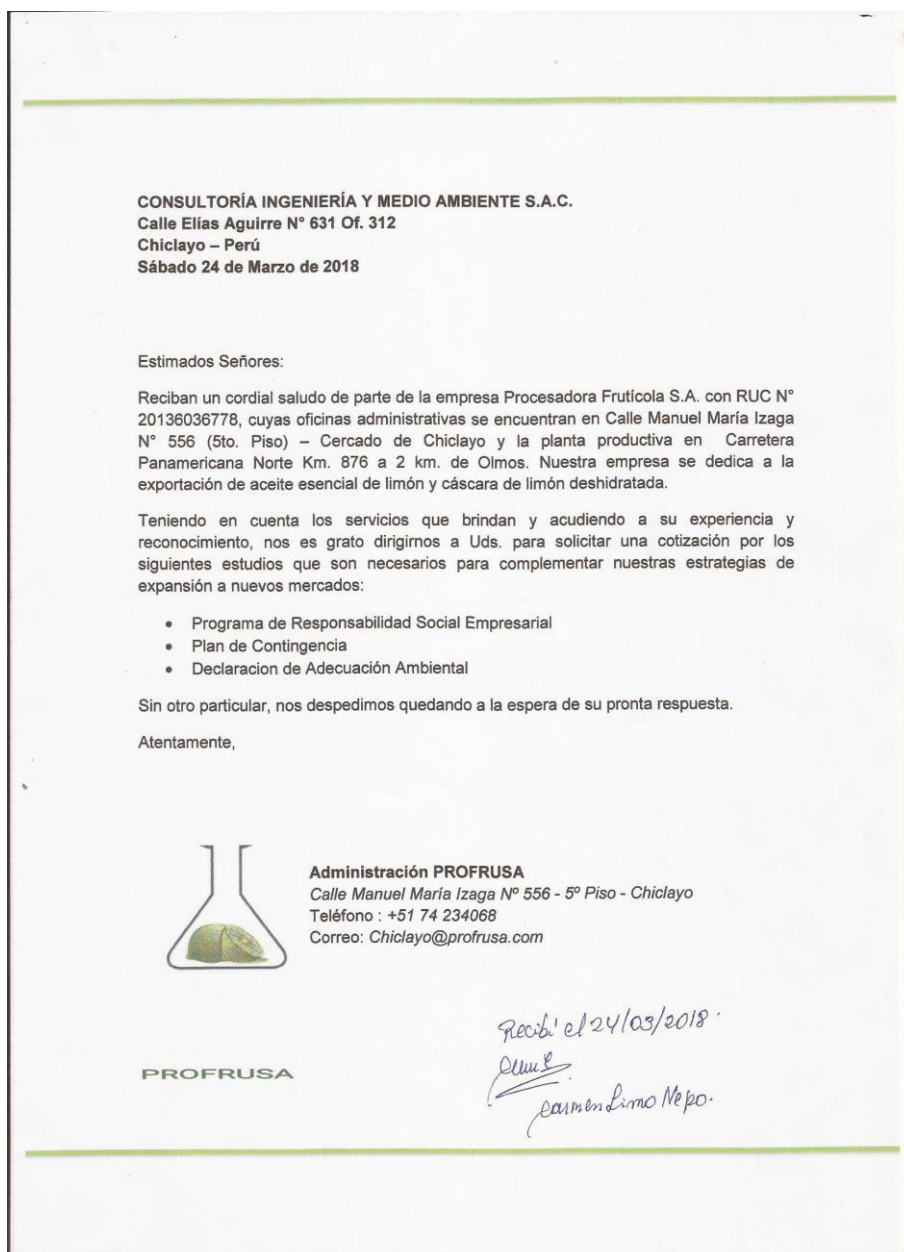 CONSULTORÍA INGENIERÍA Y MEDIO AMBIENTE S.A.C.
Calle Elías Aguirre N° 631 Of. 312
Chiclayo – Perú
Sábado 24 de Marzo de 2018
Estimados Señores:
Reciban un cordial saludo de parte de la empresa Procesadora Frutícola S.A. con RUC N°
20136036778, cuyas oficinas administrativas se encuentran en Calle Manuel María Izaga
N° 556 (5to. Piso) – Cercado de Chiclayo y la planta productiva en Carretera
Panamericana Norte Km. 876 a 2 km. de Olmos. Nuestra empresa se dedica a la
exportación de aceite esencial de limón y cáscara de limón deshidratada.
Teniendo en cuenta los servicios que brindan y acudiendo a su experiencia y
reconocimiento, nos es grato dirigirnos a Uds. para solicitar una cotización por los
siguientes estudios que son necesarios para complementar nuestras estrategias de
expansión a nuevos mercados:
• Programa de Responsabilidad Social Empresarial
• Plan de Contingencia
• Declaracion de Adecuación Ambiental
Sin otro particular, nos despedimos quedando a la espera de su pronta respuesta.
Atentamente,
Administración PROFRUSA
Calle Manuel María Izaga Nº 556 - 5º Piso - Chiclayo
Teléfono : +51 74 234068
Correo: Chiclayo@profrusa.com
PROFRUSA
Recibí el 24/03/2018.
Carmen Limo Nepo.